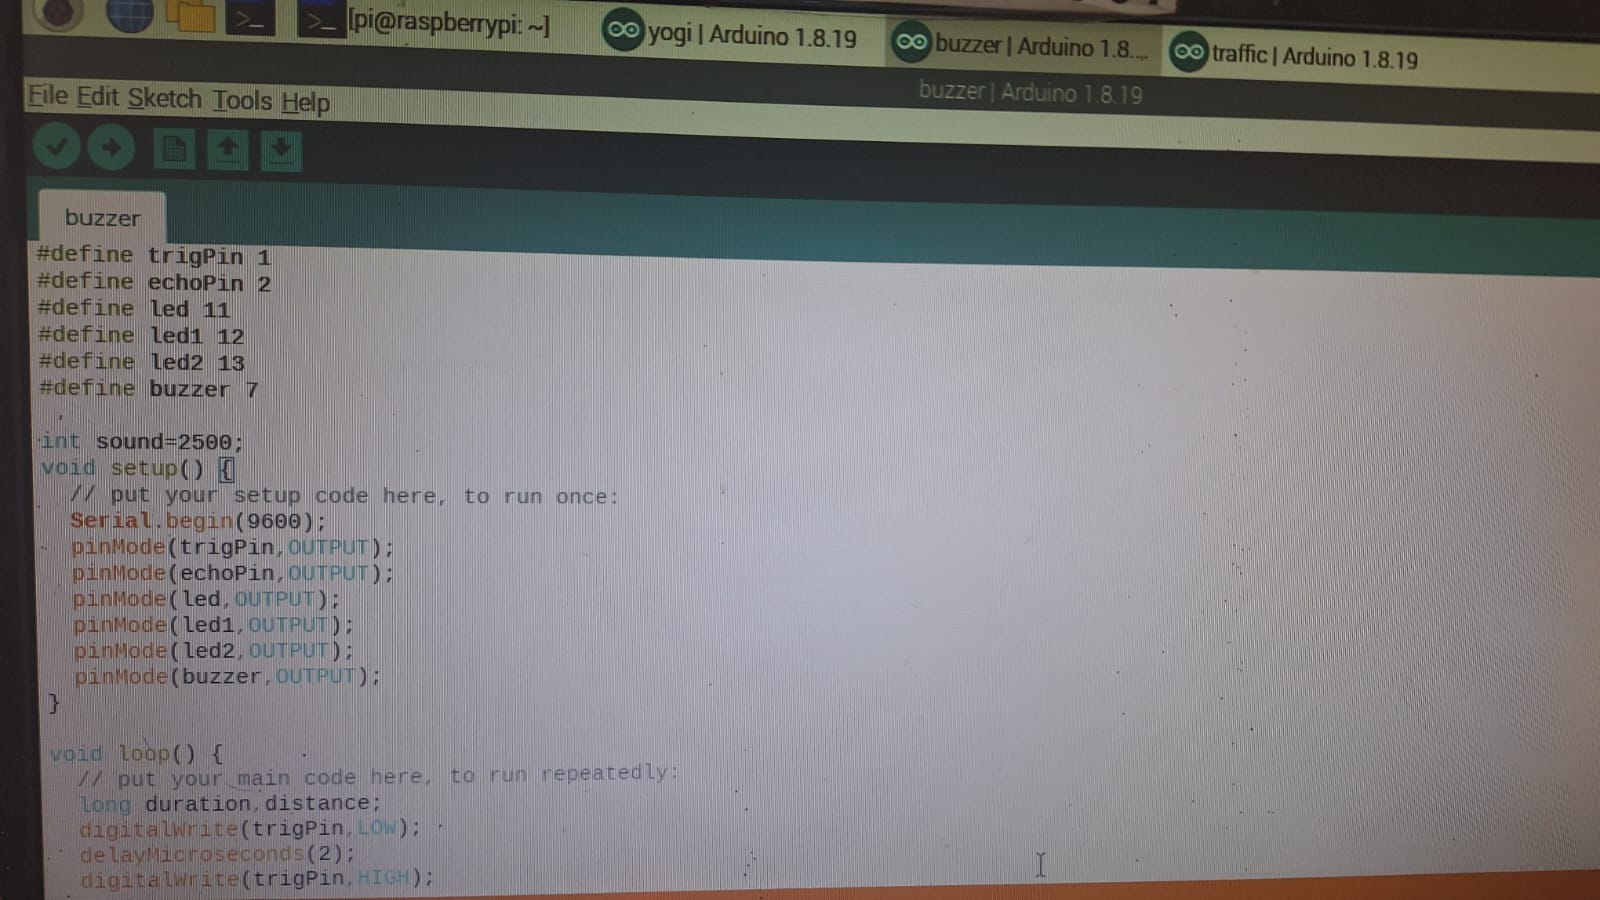 [pi@raspberrypi: ~]
yogi | Arduino 1.8.19
buzzer | Arduino 1.8...
traffic | Arduino 1.8.19
buzzer | Arduino 1.8.19
File Edit Sketch Tools Help
buzzer
#define trigPin 1
#define echoPin 2
#define led 11
#define led1 12
#define led2 13
#define buzzer 7
int sound=2500;
void setup() {
// put your setup code here, to run once:
Serial.begin(9600);
pinMode(trigPin,OUTPUT);
pinMode(echoPin,OUTPUT);
pinMode(led,OUTPUT);
pinMode(led1,OUTPUT);
pinMode(led2,OUTPUT);
pinMode(buzzer,OUTPUT);
}
void loop() {
// put your main code here, to run repeatedly:
long duration,distance;
digitalWrite(trigPin,LOW);
delayMicroseconds(2);
digitalWrite(trigPin,HIGH);